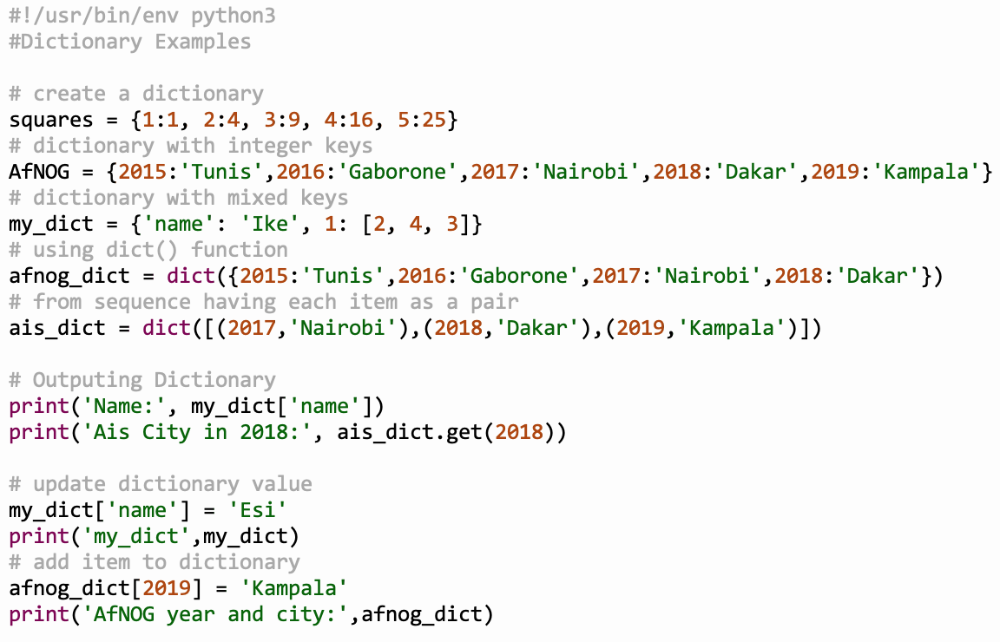 #!/usr/bin/env python3
#Dictionary Examples
# create a dictionary
squares = {1:1, 2:4, 3:9, 4:16, 5:25}
# dictionary with integer keys
AfNOG = {2015:'Tunis',2016:'Gaborone',2017:'Nairobi',2018:'Dakar',2019:'Kampala'}
# dictionary with mixed keys
my_dict = {'name': 'Ike', 1: [2, 4, 3]}
# using dict() function
afnog_dict = dict({2015:'Tunis',2016:'Gaborone',2017:'Nairobi',2018:'Dakar'})
# from sequence having each item as a pair
ais_dict = dict([(2017,'Nairobi'),(2018,'Dakar'),(2019,'Kampala')])
# Outputing Dictionary
print('Name:', my_dict['name'])
print('Ais City in 2018:', ais_dict.get(2018))
# update dictionary value
my_dict['name'] = 'Esi'
print('my_dict',my_dict)
# add item to dictionary
afnog_dict[2019] = 'Kampala'
print('AfNOG year and city:',afnog_dict)